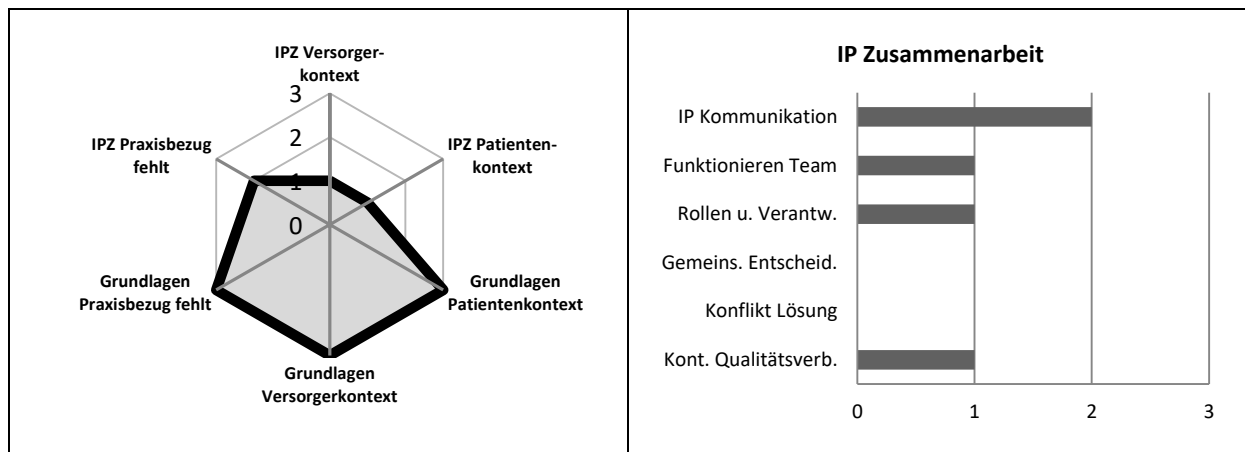 IPZ Versorger-
kontext
3
2
1
0
IPZ Patienten-
kontext
Grundlagen
Patientenkontext
Grundlagen
Versorgerkontext
Grundlagen
Praxisbezug fehlt
IPZ Praxisbezug
fehlt
IP Zusammenarbeit
IP Kommunikation
Funktionieren Team
Rollen u. Verantw.
Gemeins. Entscheid.
Konflikt Lösung
Kont. Qualitätsverb.
0 1 2 3